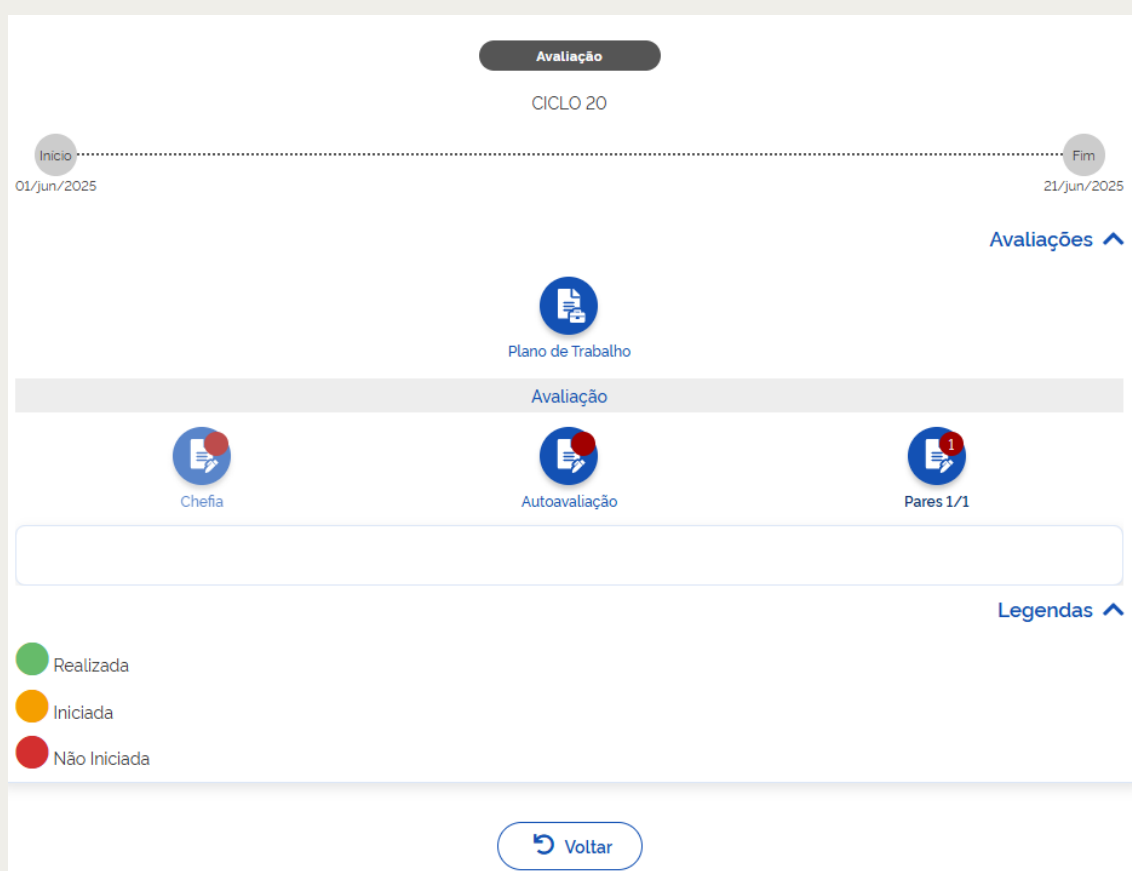 Avaliação
CICLO 20
Início
Fim
01/jun/2025
21/jun/2025
Avaliações
Plano de Trabalho
Avaliação
1
Chefia
Autoavaliação
Pares 1/1
Legendas
Realizada
Iniciada
Não Iniciada
Voltar